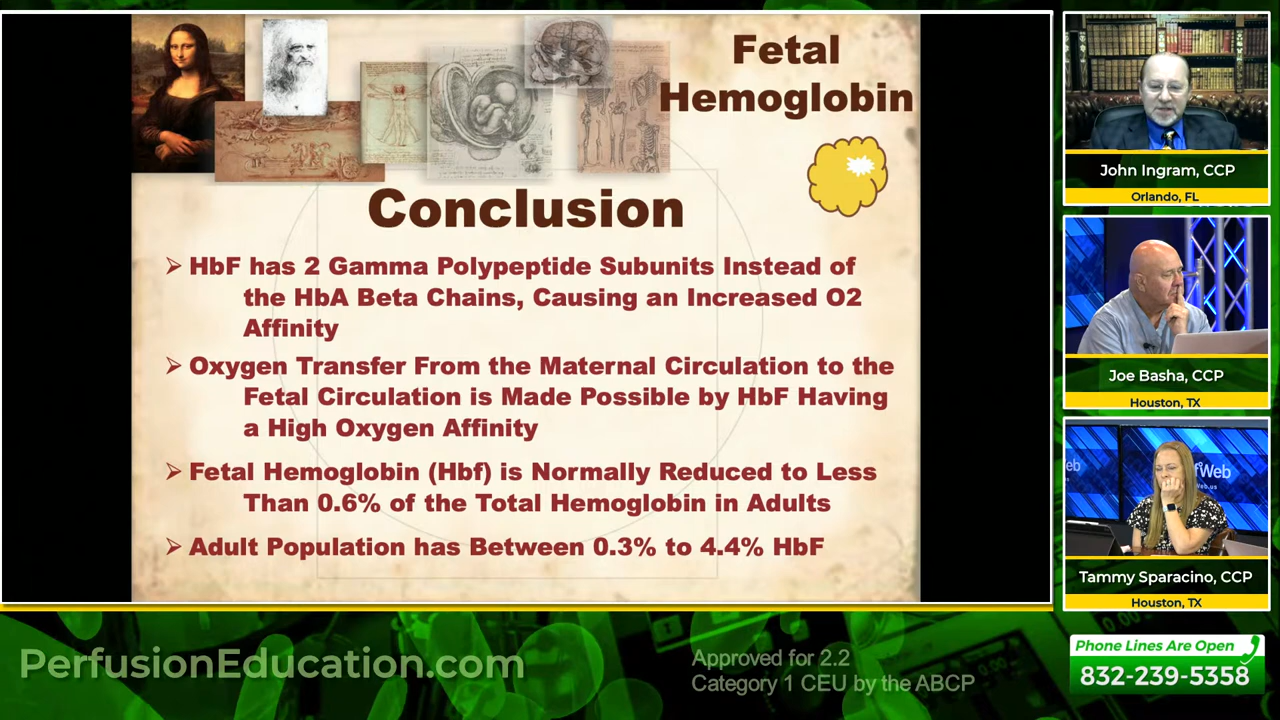 Fetal
Hemoglobin
Conclusion
➢ HbF has 2 Gamma Polypeptide Subunits Instead of
the HbA Beta Chains, Causing an Increased O2
Affinity
➢ Oxygen Transfer From the Maternal Circulation to the
Fetal Circulation is Made Possible by HbF Having
a High Oxygen Affinity
➢ Fetal Hemoglobin (Hbf) is Normally Reduced to Less
Than 0.6% of the Total Hemoglobin in Adults
➢ Adult Population has Between 0.3% to 4.4% HbF
John Ingram, CCP
Orlando, FL
Joe Basha, CCP
Houston, TX
Tammy Sparacino, CCP
Houston, TX
PerfusionEducation.com
Approved for 2.2
Category 1 CEU by the ABCP
Phone Lines Are Open
832-239-5358